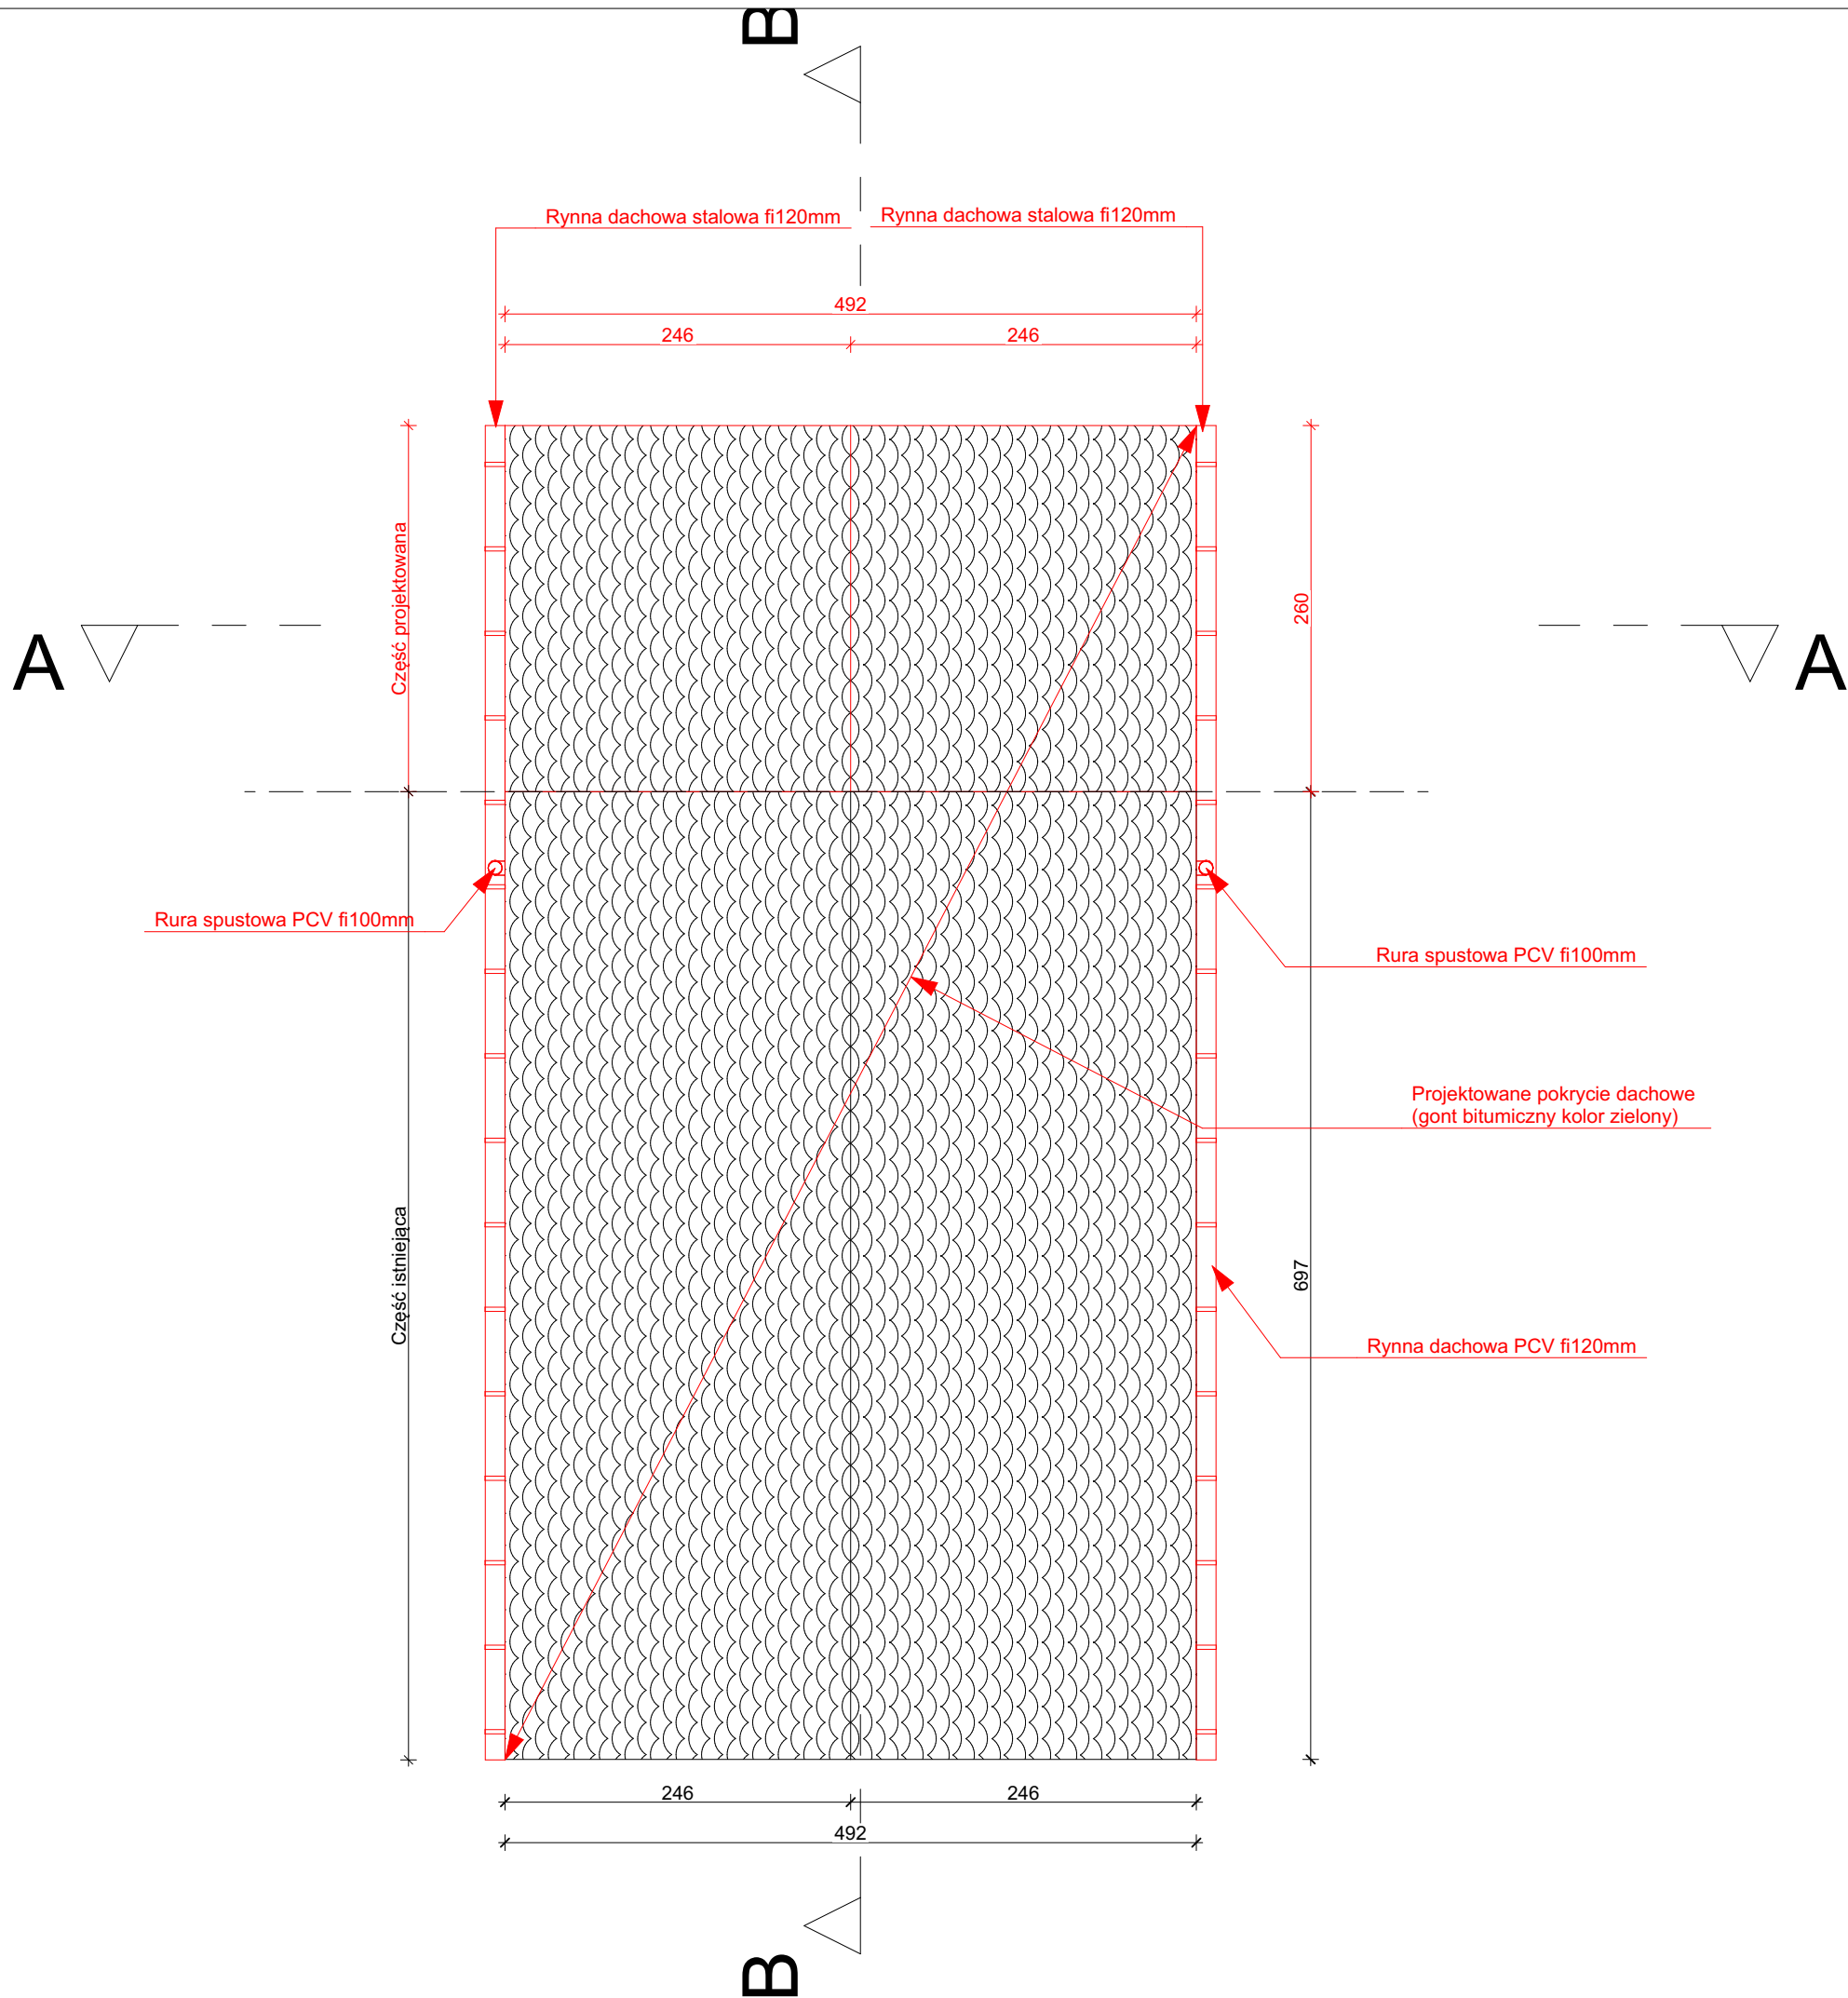 B
Rynna dachowa stalowa fi120mm
Rynna dachowa stalowa fi120mm
492
246
246
Część projektowana
260
A
A
Rura spustowa PCV fi100mm
Rura spustowa PCV fi100mm
Projektowane pokrycie dachowe
(gont bitumiczny kolor zielony)
Część istniejąca
697
Rynna dachowa PCV fi120mm
246
246
492
B